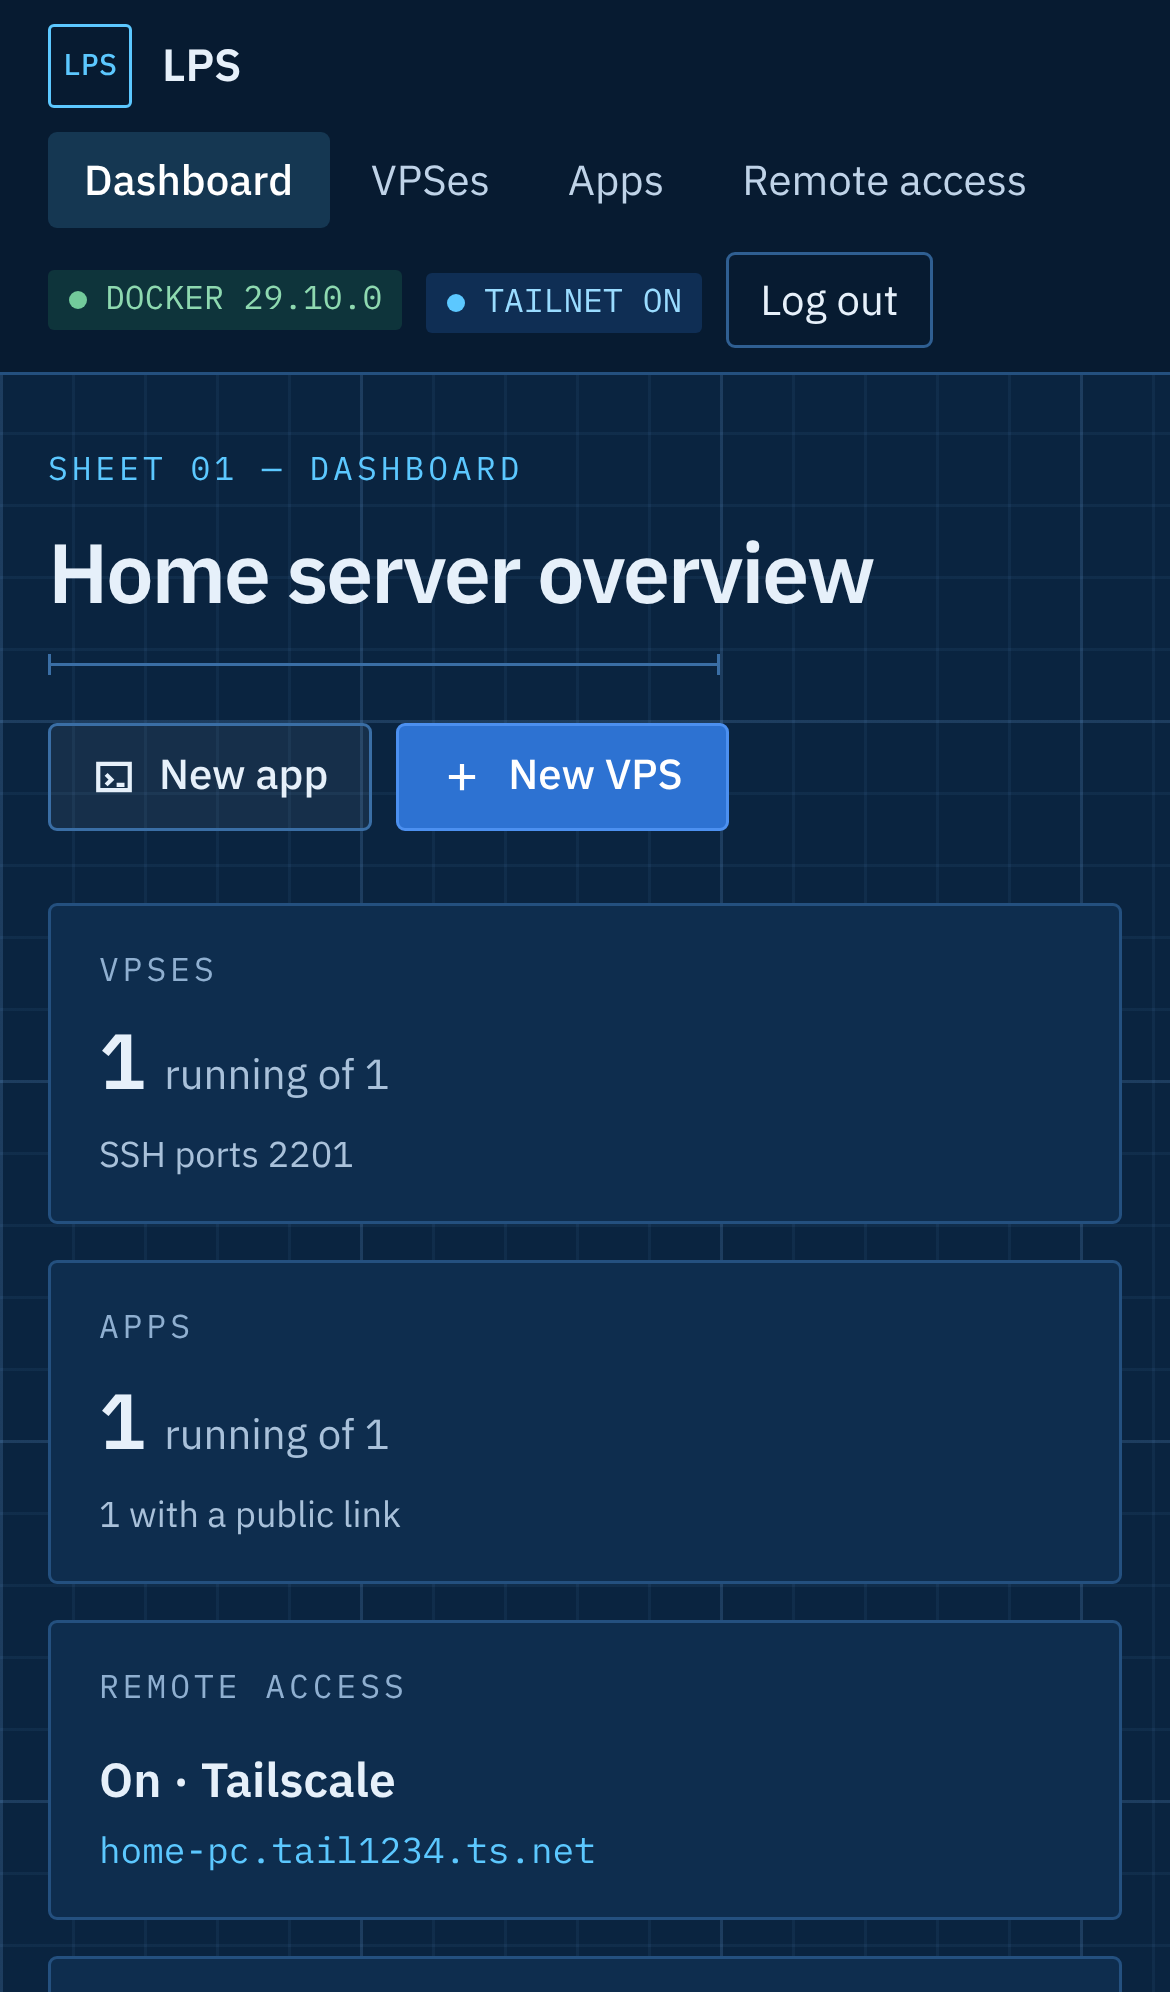 LPS LPS
Dashboard VPSes Apps Remote access
DOCKER 29.10.0 TAILNET ON Log out
SHEET 01 — DASHBOARD
Home server overview
New app + New VPS
VPSES
1 running of 1
SSH ports 2201
APPS
1 running of 1
1 with a public link
REMOTE ACCESS
On · Tailscale
home-pc.tail1234.ts.net